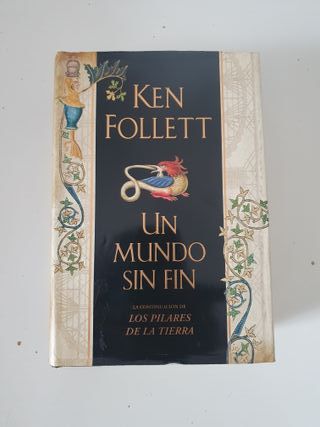 KEN
FOLLETT
UN
MUNDO
SIN FIN
LA CONTINUACIÓN DE
LOS PILARES
DE LA TIERRA